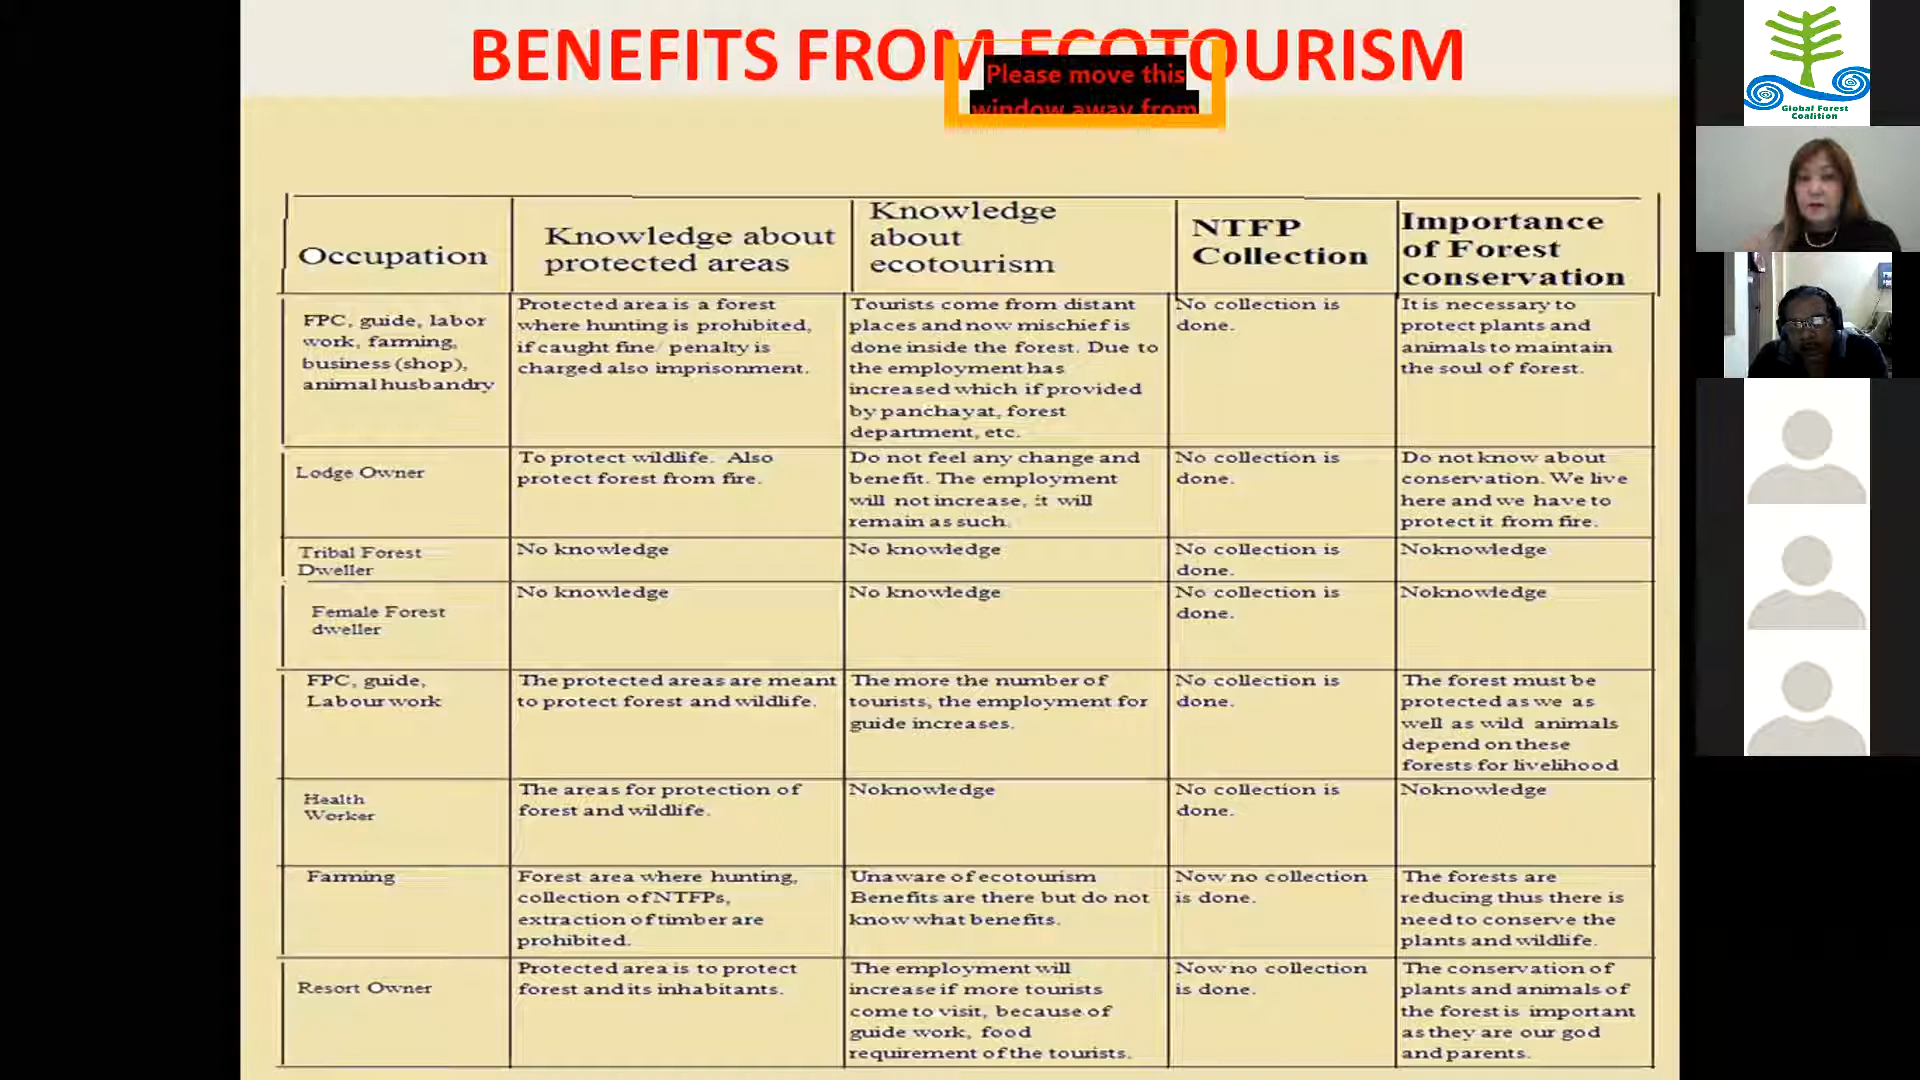 BENEFITS FROM ECOTOURISM
Please move this
window away from
Global Forest
Coalition
Occupation
Knowledge about
protected areas
Knowledge
about
ecotourism
NTFP
Collection
Importance
of Forest
conservation
FPC, guide, labor
work, farming,
business (shop),
animal husbandry
Protected area is a forest
where hunting is prohibited,
if caught fine/ penalty is
charged also imprisonment.
Tourists come from distant
places and now mischief is
done inside the forest. Due to
the employment has
increased which if provided
by panchayat, forest
department, etc.
No collection is
done.
It is necessary to
protect plants and
animals to maintain
the soul of forest.
Lodge Owner
To protect wildlife. Also
protect forest from fire.
Do not feel any change and
benefit. The employment
will not increase, it will
remain as such.
No collection is
done.
Do not know about
conservation. We live
here and we have to
protect it from fire.
Tribal Forest
Dweller
No knowledge
No knowledge
No collection is
done.
Noknowledge
Female Forest
dweller
No knowledge
No knowledge
No collection is
done.
Noknowledge
FPC, guide,
Labour work
The protected areas are meant
to protect forest and wildlife.
The more the number of
tourists, the employment for
guide increases.
No collection is
done.
The forest must be
protected as we as
well as wild animals
depend on these
forests for livelihood
Health
Worker
The areas for protection of
forest and wildlife.
Noknowledge
No collection is
done.
Noknowledge
Farming
Forest area where hunting,
collection of NTFPs,
extraction of timber are
prohibited.
Unaware of ecotourism
Benefits are there but do not
know what benefits.
Now no collection
is done.
The forests are
reducing thus there is
need to conserve the
plants and wildlife.
Resort Owner
Protected area is to protect
forest and its inhabitants.
The employment will
increase if more tourists
come to visit, because of
guide work, food
requirement of the tourists.
Now no collection
is done.
The conservation of
plants and animals of
the forest is important
as they are our god
and parents.